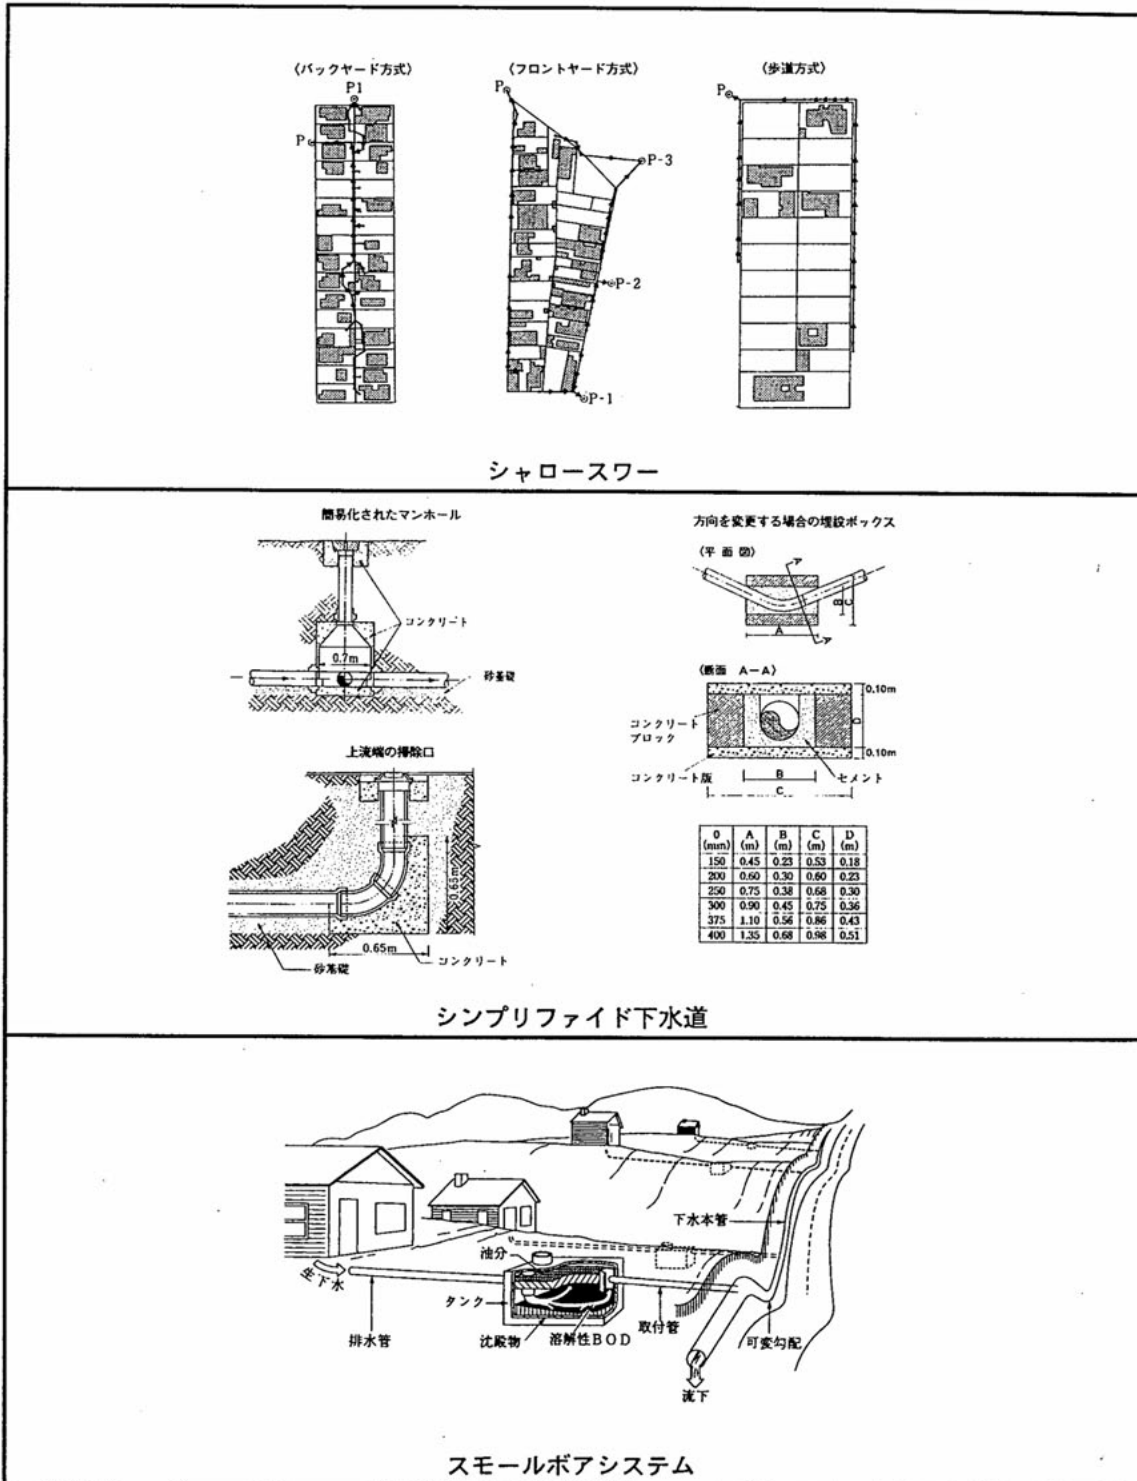 〈バックヤード方式〉
〈フロントヤード方式〉
〈歩道方式〉
P1
P
P
P-3
P-2
P-1
P
シャロースワー
簡易化されたマンホール
コンクリート
0.7m
砂基礎
上流端の掃除口
0.65m
0.65m
コンクリート
砂基礎
方向を変更する場合の埋設ボックス
〈平面図〉
ア
B
C
A
ア
〈断面 A-A〉
0.10m
D
コンクリート
ブロック
0.10m
コンクリート版
B
セメント
C
0 A B C D
(mm) (m) (m) (m) (m)
150 0.45 0.23 0.53 0.18
200 0.60 0.30 0.60 0.23
250 0.75 0.38 0.68 0.30
300 0.90 0.45 0.75 0.36
375 1.10 0.56 0.86 0.43
400 1.35 0.68 0.98 0.51
シンプリファイド下水道
下水本管
油分
生下水
タンク
取付管
排水管
沈殿物
溶解性BOD
可変勾配
流下
スモールボアシステム